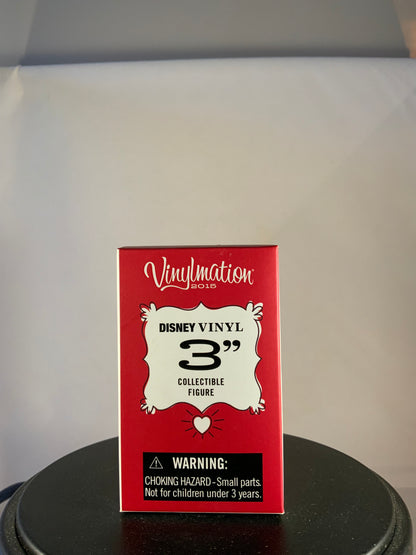 Vinylmation
2015
DISNEY VINYL
3”
COLLECTIBLE
FIGURE
⚠ WARNING:
CHOKING HAZARD - Small parts.
Not for children under 3 years.